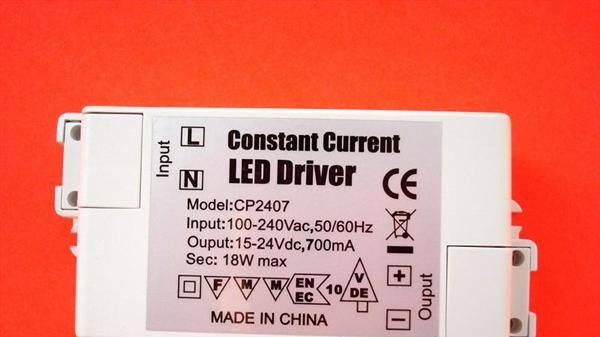 Input
L
N
Constant Current
LED Driver
CE
Model:CP2407
Input:100-240Vac,50/60Hz
Output:15-24Vdc,700mA
Sec: 18W max
F M M EN EC 10 V DE
MADE IN CHINA
+
−
Ouput